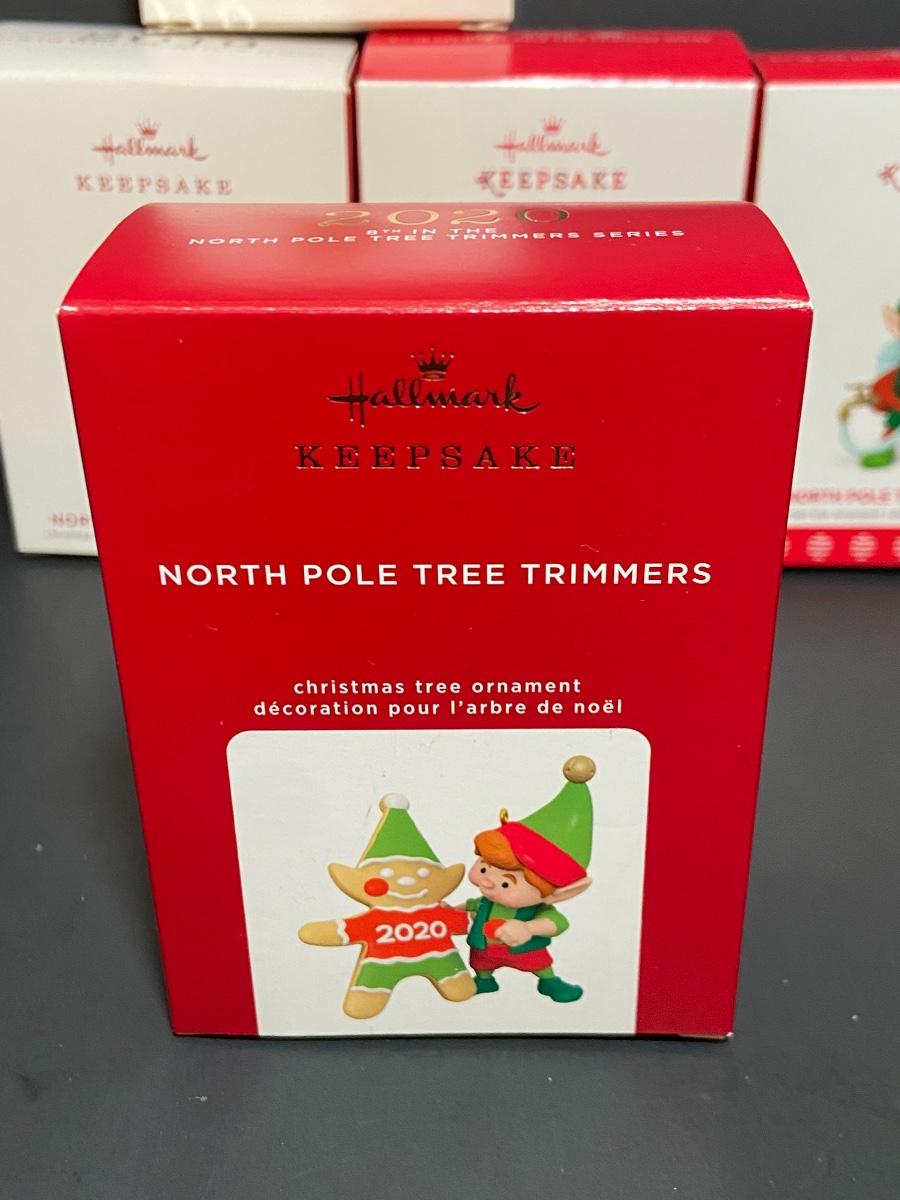 Hallmark
KEEPSAKE
Hallmark
KEEPSAKE
2020
8TH IN THE
NORTH POLE TREE TRIMMERS SERIES
Hallmark
KEEPSAKE
NORTH POLE TREE TRIMMERS
christmas tree ornament
décoration pour l'arbre de noël
2020
NORTH POLE